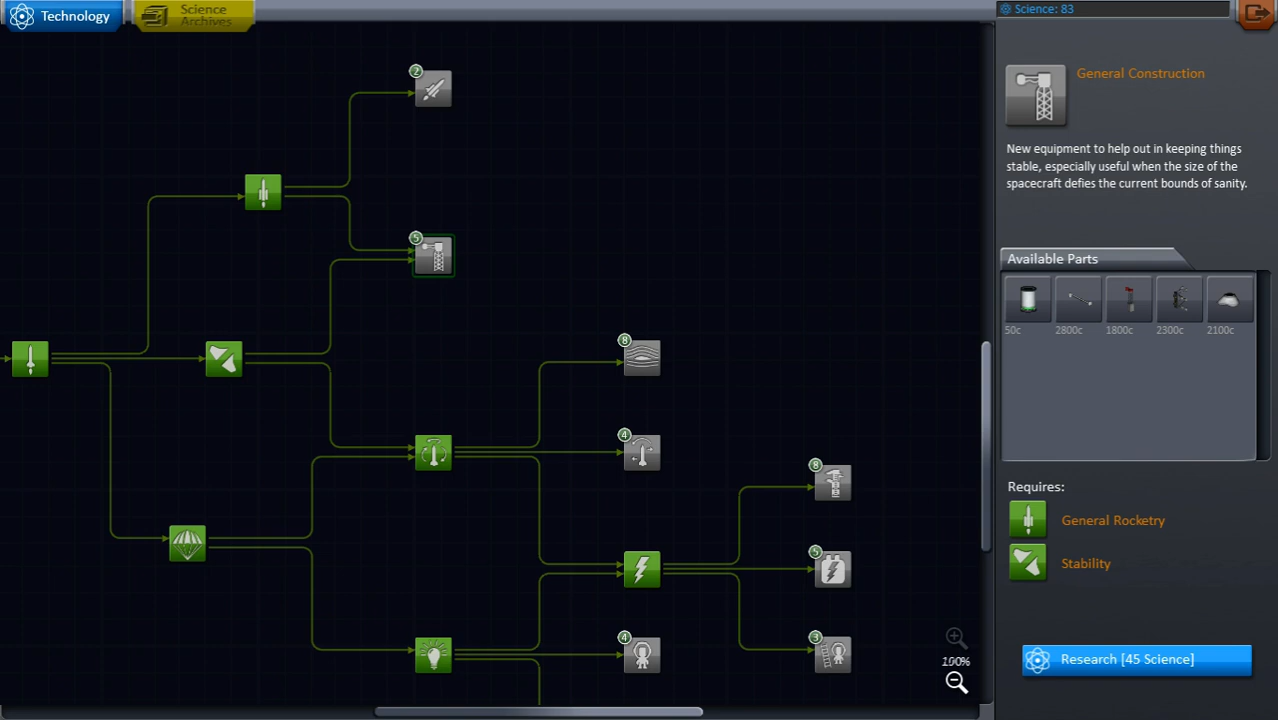 Technology
Science
Archives
Science: 83
General Construction
New equipment to help out in keeping things
stable, especially useful when the size of the
spacecraft defies the current bounds of sanity.
Available Parts
50c 2800c 1800c 2300c 2100c
Requires:
General Rocketry
Stability
Research [45 Science]
2
5
8
4
8
5
4
3
100%